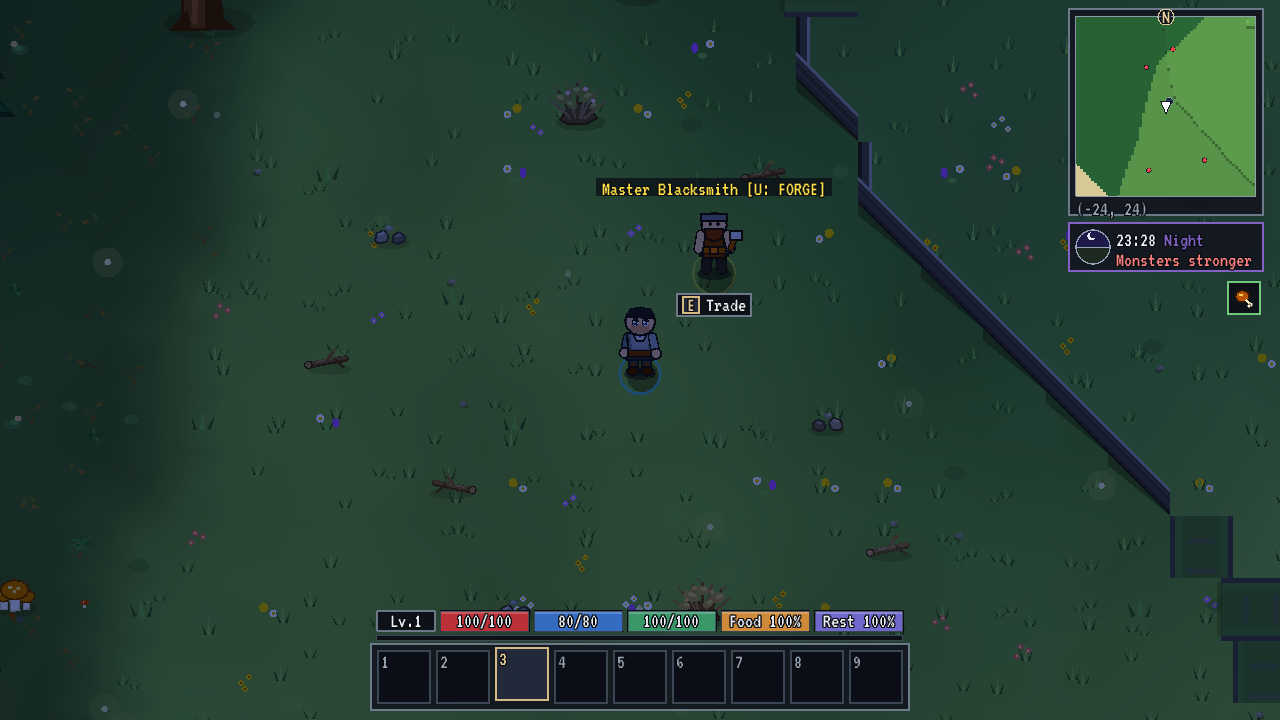 N
(-24, 24)
23:28 Night
Monsters stronger
Master Blacksmith [U: FORGE]
E Trade
Lv.1 100/100 80/80 100/100 Food 100% Rest 100%
1 2 3 4 5 6 7 8 9